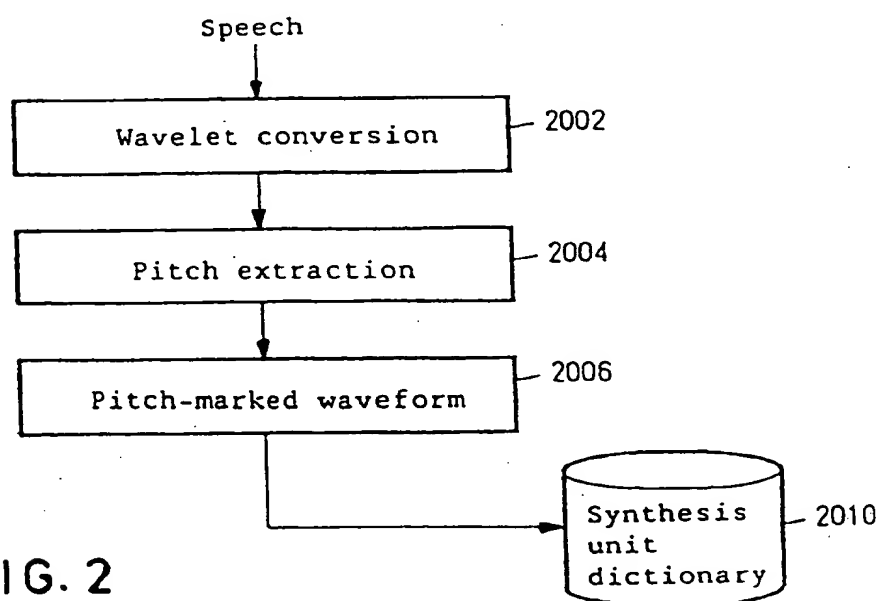 Speech
Wavelet conversion
2002
Pitch extraction
2004
Pitch-marked waveform
2006
Synthesis
unit
dictionary
2010
IG. 2